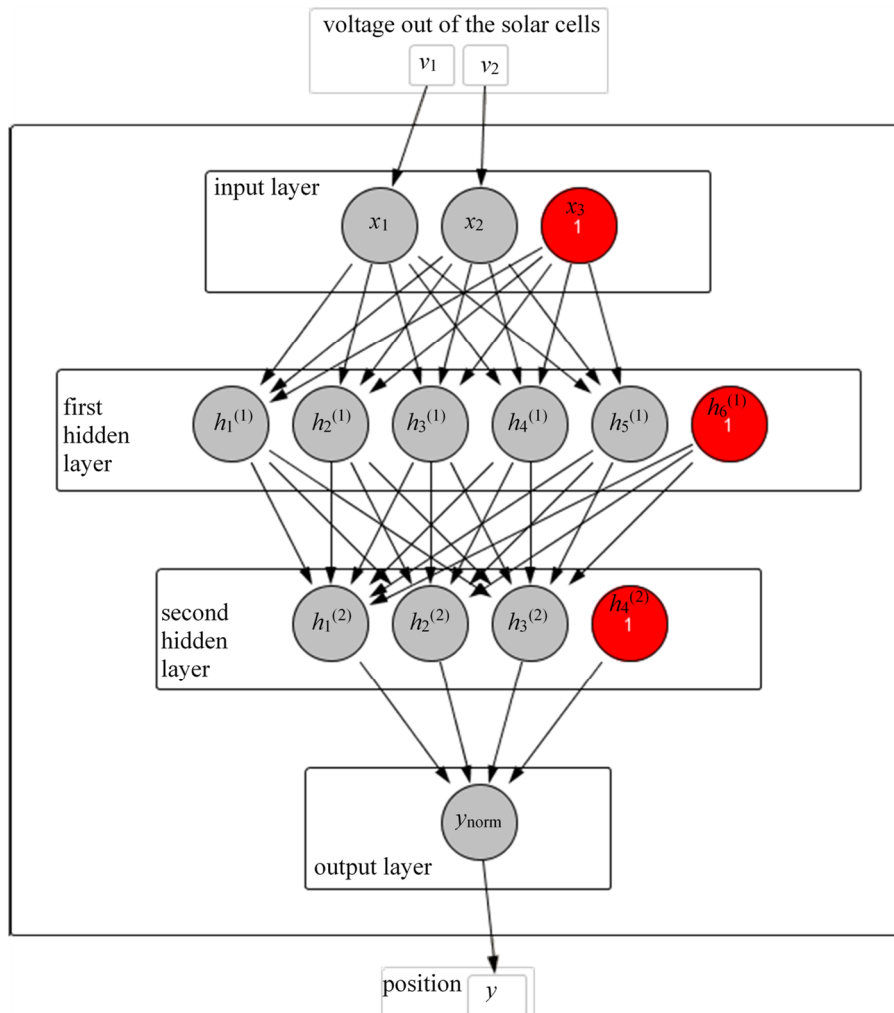 voltage out of the solar cells
v1 v2
input layer
x1 x2 x3
1
first
hidden
layer
h1(1) h2(1) h3(1) h4(1) h5(1) h6(1)
1
second
hidden
layer
h1(2) h2(2) h3(2) h4(2)
1
ynorm
output layer
position y